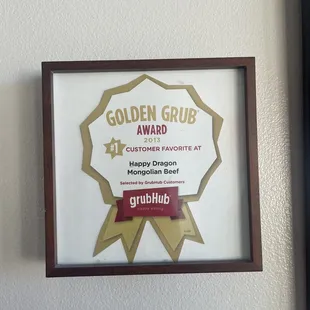 GOLDEN GRUB
AWARD
2013
#1 CUSTOMER FAVORITE AT
Happy Dragon
Mongolian Beef
Selected by GrubHub Customers
grubHub